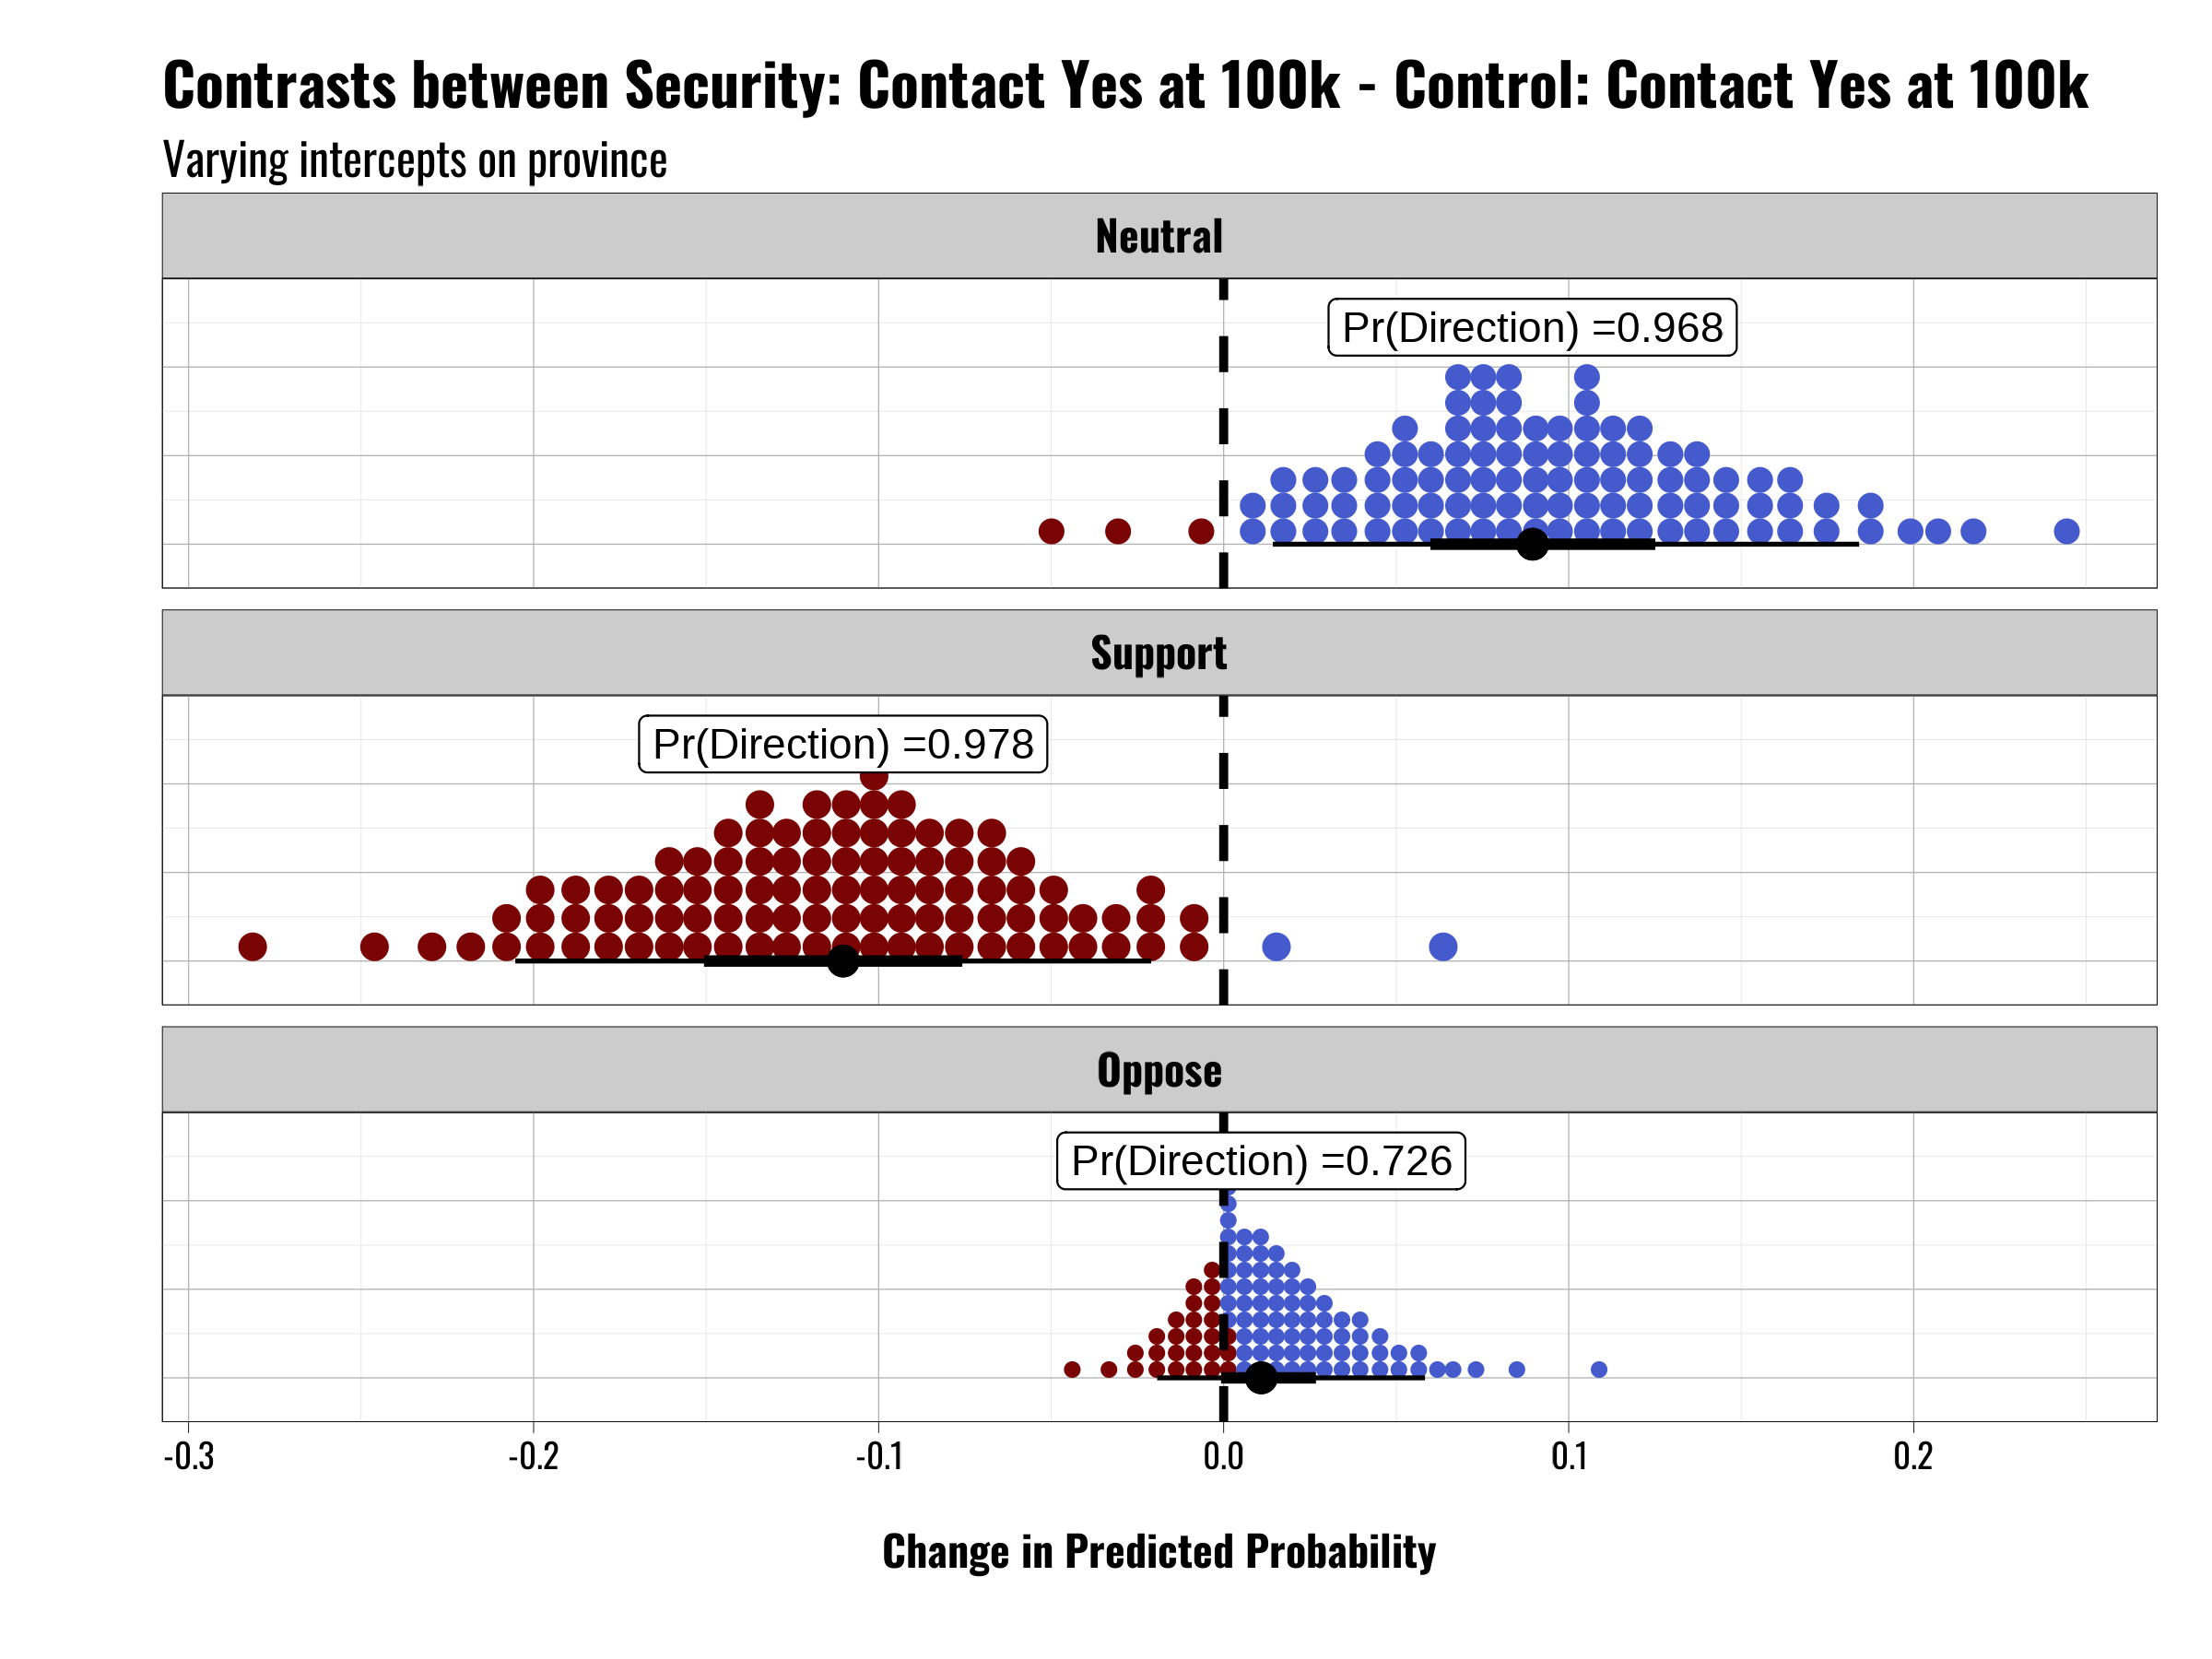 Contrasts between Security: Contact Yes at 100k - Control: Contact Yes at 100k
Varying intercepts on province
Neutral
Pr(Direction) =0.968
Support
Pr(Direction) =0.978
Oppose
Pr(Direction) =0.726
-0.3 -0.2 -0.1 0.0 0.1 0.2
Change in Predicted Probability